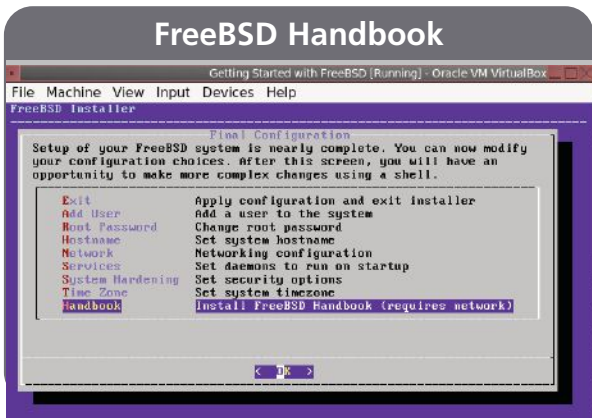 FreeBSD Handbook
Getting Started with FreeBSD [Running] - Oracle VM VirtualBox
File Machine View Input Devices Help
FreeBSD Installer
Final Configuration
Setup of your FreeBSD system is nearly complete. You can now modify
your configuration choices. After this screen, you will have an
opportunity to make more complex changes using a shell.
Exit Apply configuration and exit installer
Add User Add a user to the system
Root Password Change root password
Hostname Set system hostname
Network Networking configuration
Services Set daemons to run on startup
System Hardening Set security options
Time Zone Set system timezone
Handbook Install FreeBSD Handbook (requires network)
< OK >